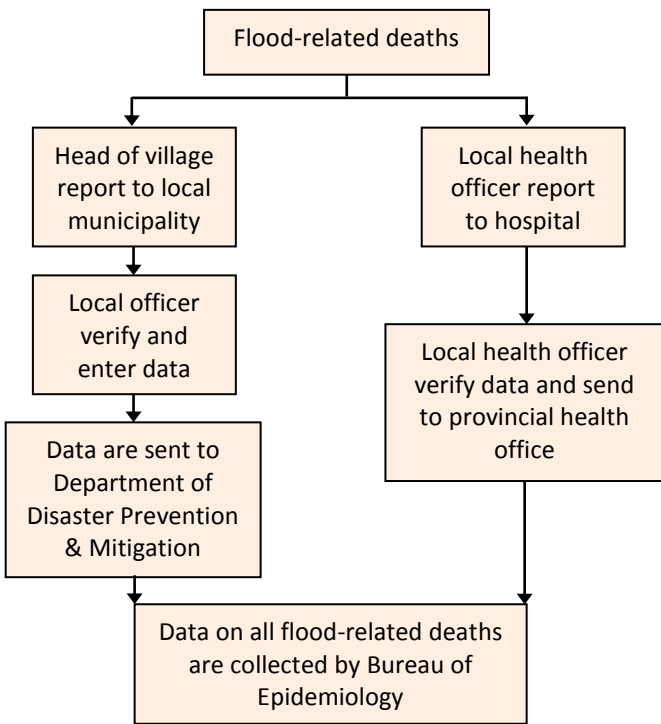 Flood-related deaths
Head of village
report to local
municipality
Local officer
verify and
enter data
Data are sent to
Department of
Disaster Prevention
& Mitigation
Local health
officer report
to hospital
Local health officer
verify data and send
to provincial health
office
Data on all flood-related deaths
are collected by Bureau of
Epidemiology